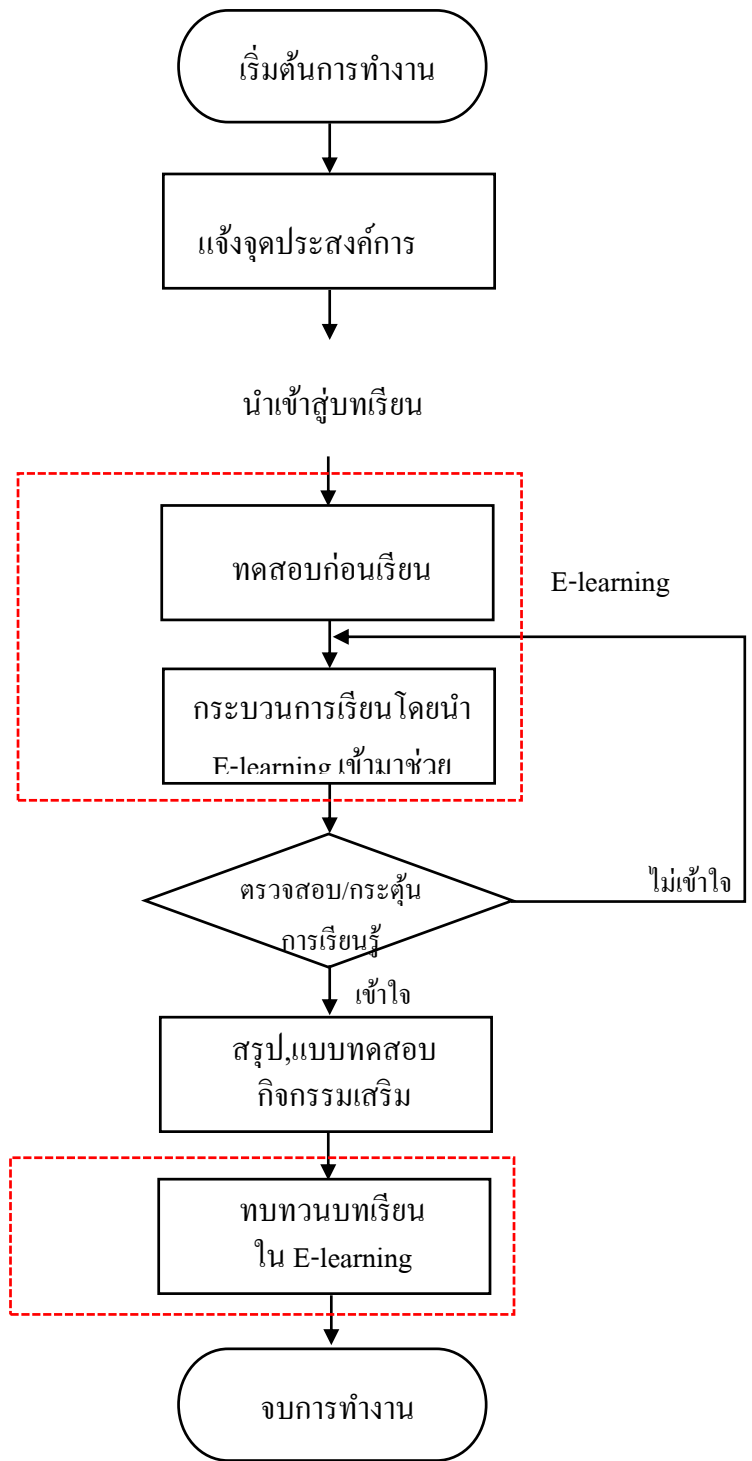 เริ่มต้นการทำงาน
แจ้งจุดประสงค์การ
นำเข้าสู่บทเรียน
ทดสอบก่อนเรียน
E-learning
กระบวนการเรียนโดยนำ
E-learning เข้ามาช่วย
ตรวจสอบ/กระตุ้น
การเรียนรู้
ไม่เข้าใจ
เข้าใจ
สรุป,แบบทดสอบ
กิจกรรมเสริม
ทบทวนบทเรียน
ใน E-learning
จบการทำงาน